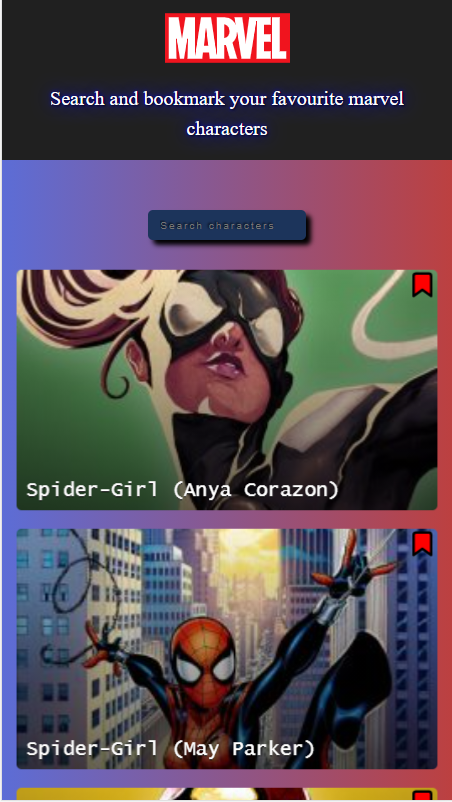 MARVEL
Search and bookmark your favourite marvel
characters
Search characters
Spider-Girl (Anya Corazon)
Spider-Girl (May Parker)